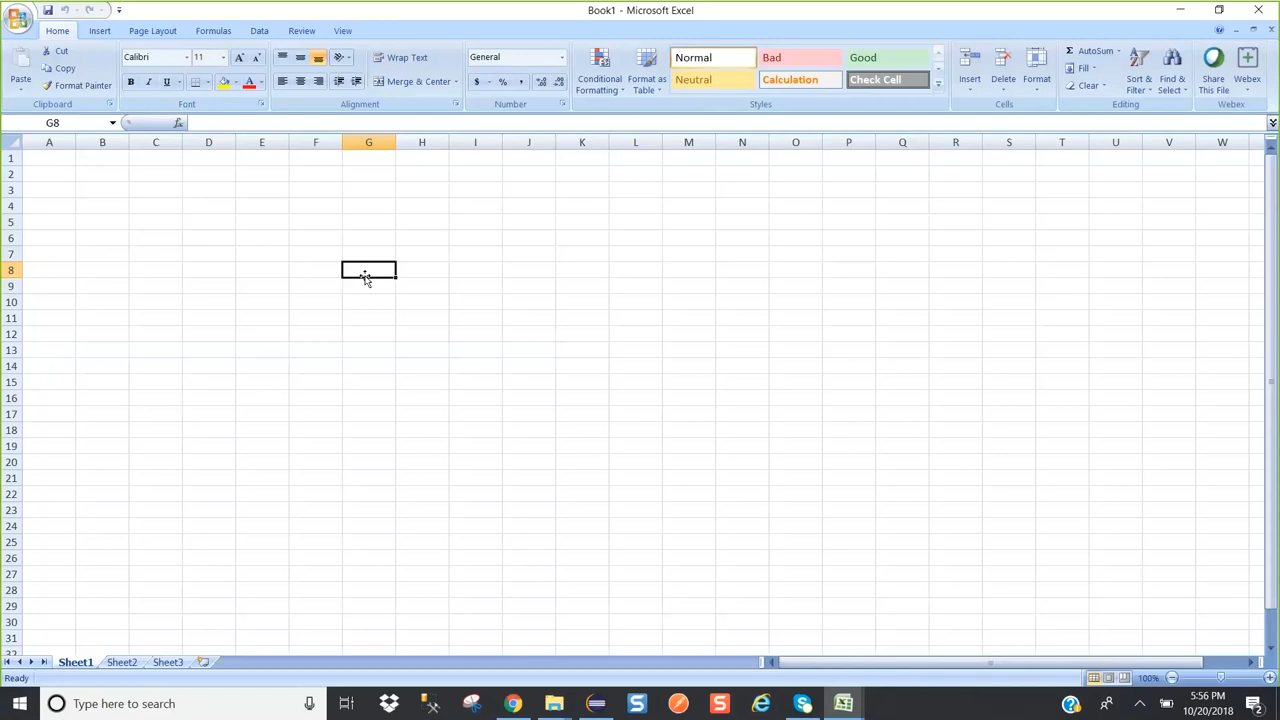 Book1 - Microsoft Excel
Home Insert Page Layout Formulas Data Review View
Paste
Cut
Copy
Format Painter
Clipboard
Calibri 11
Font
Wrap Text
Merge & Center
Alignment
General
$ % ,
Number
Conditional Formatting
Format as Table
Normal Bad Good
Neutral Calculation Check Cell
Styles
Insert Delete Format
Cells
AutoSum
Fill
Clear
Sort & Filter
Find & Select
Editing
Share This File
Webex
Webex
G8 fx
A B C D E F G H I J K L M N O P Q R S T U V W
1
2
3
4
5
6
7
8
9
10
11
12
13
14
15
16
17
18
19
20
21
22
23
24
25
26
27
28
29
30
31
32
Sheet1 Sheet2 Sheet3
Ready 100%
Type here to search
5:56 PM
10/20/2018
2